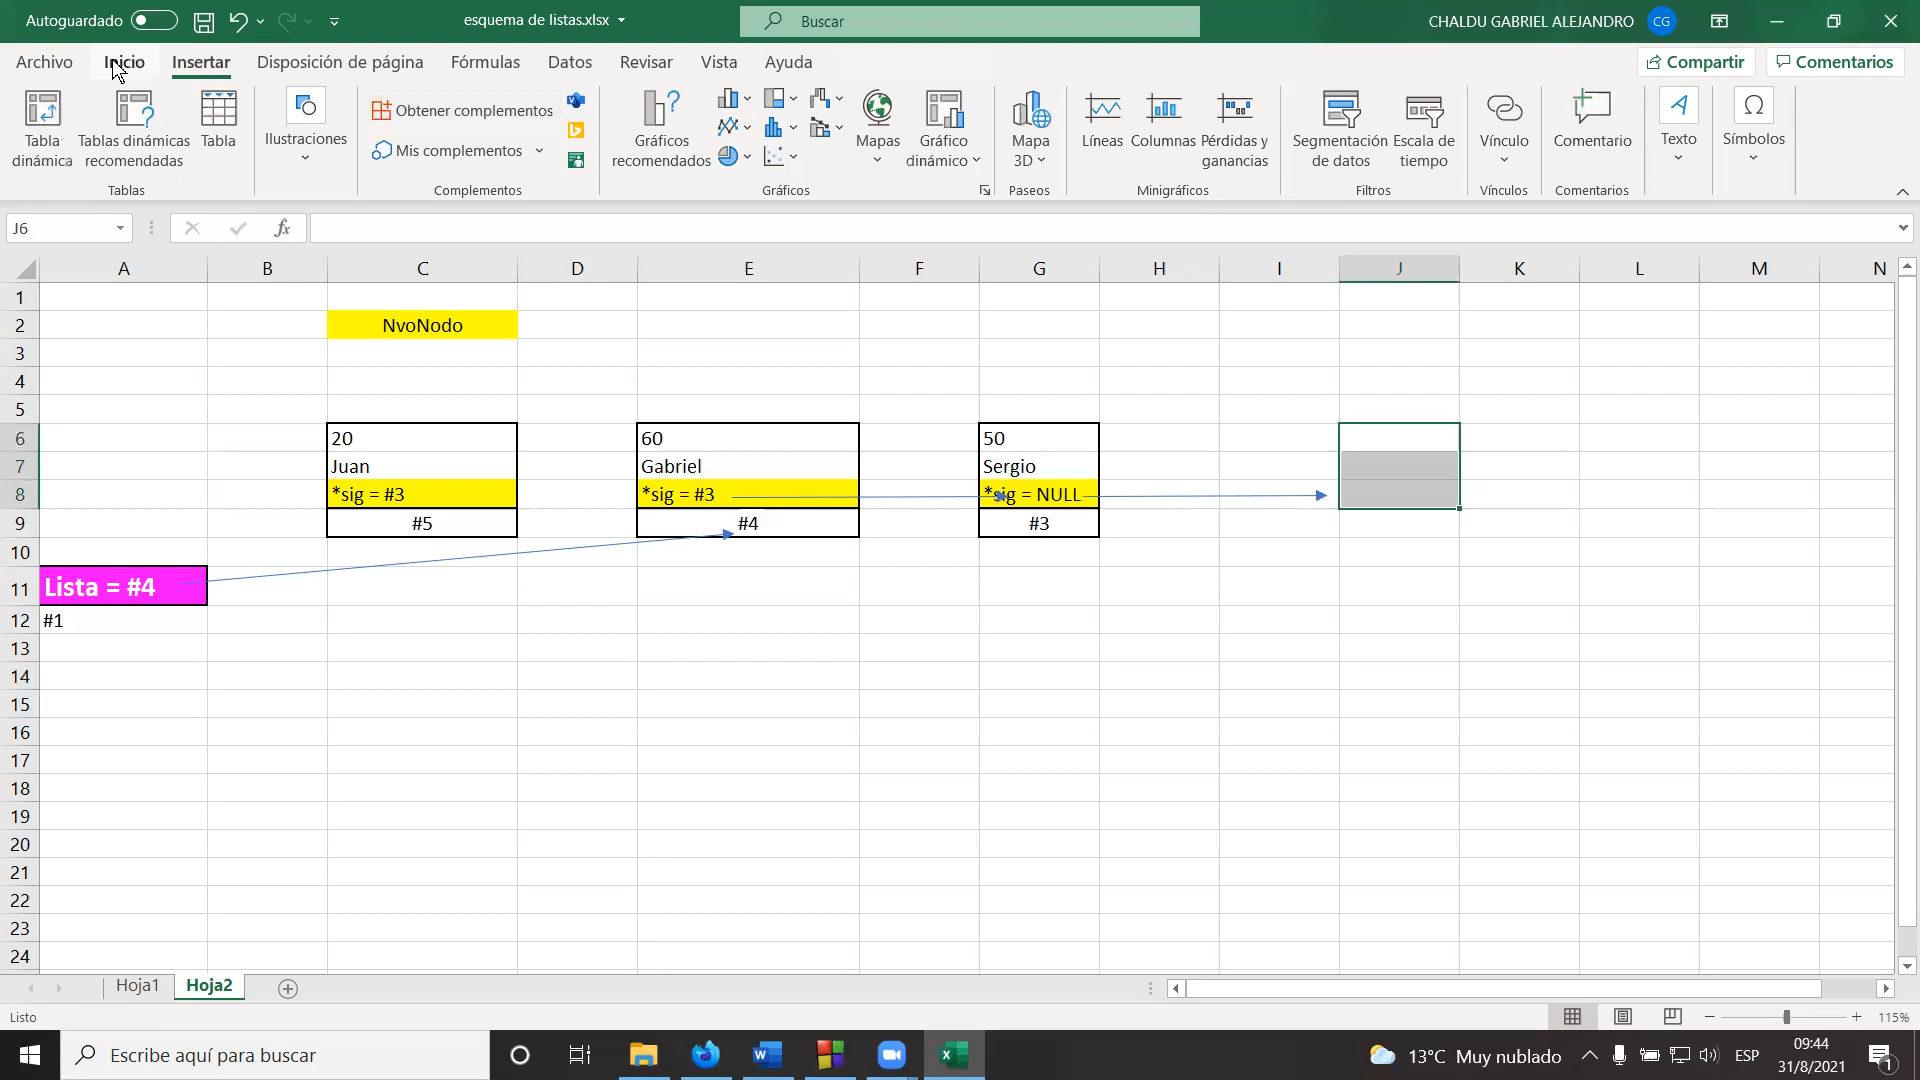 Autoguardado
esquema de listas.xlsx
Buscar
CHALDU GABRIEL ALEJANDRO
CG
Archivo
Inicio
Insertar
Disposición de página
Fórmulas
Datos
Revisar
Vista
Ayuda
Compartir
Comentarios
Tabla dinámica
Tablas dinámicas recomendadas
Tabla
Ilustraciones
Obtener complementos
Mis complementos
Gráficos recomendados
Mapas
Gráfico dinámico
Mapa 3D
Líneas
Columnas
Pérdidas y ganancias
Segmentación de datos
Escala de tiempo
Vínculo
Comentario
Texto
Símbolos
Tablas
Complementos
Gráficos
Paseos
Minigráficos
Filtros
Vínculos
Comentarios
J6
fx
A B C D E F G H I J K L M N
1
2 NvoNodo
3
4
5
6 20 60 50
7 Juan Gabriel Sergio
8 *sig = #3 *sig = #3 *sig = NULL
9 #5 #4 #3
10
11 Lista = #4
12 #1
13
14
15
16
17
18
19
20
21
22
23
24
Hoja1
Hoja2
Listo
115%
Escribe aquí para buscar
13°C Muy nublado
ESP
09:44
31/8/2021
1